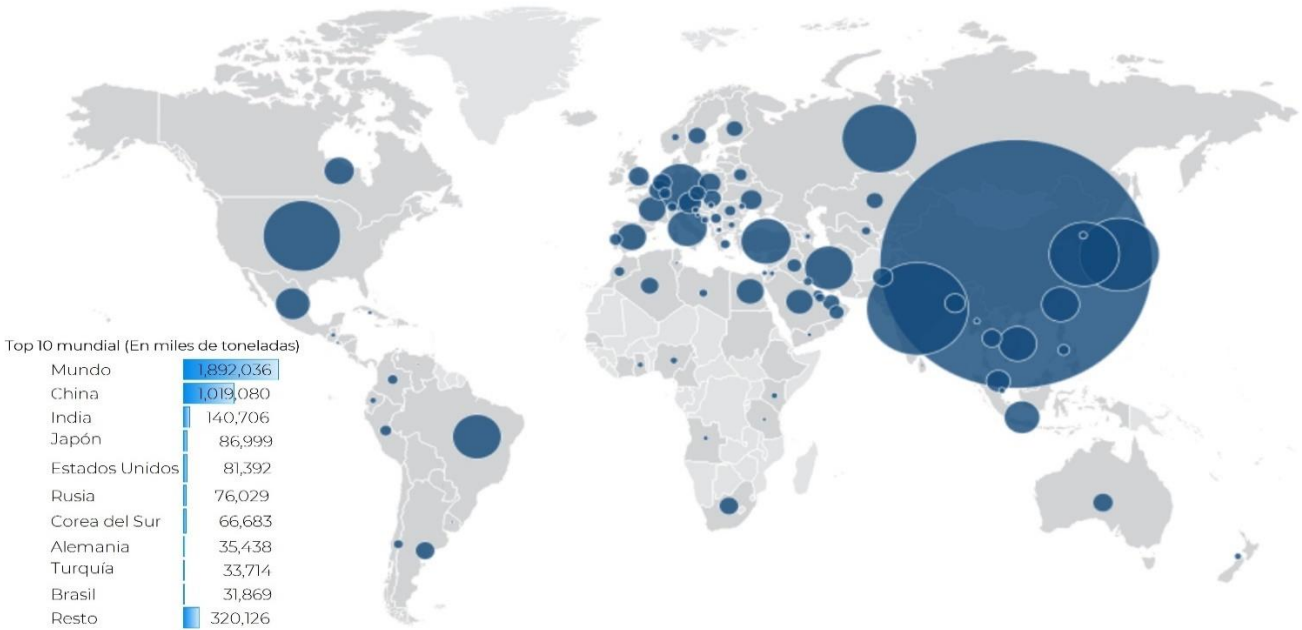 Top 10 mundial (En miles de toneladas)
Mundo 1,892,036
China 1,019,080
India 140,706
Japón 86,999
Estados Unidos 81,392
Rusia 76,029
Corea del Sur 66,683
Alemania 35,438
Turquía 33,714
Brasil 31,869
Resto 320,126